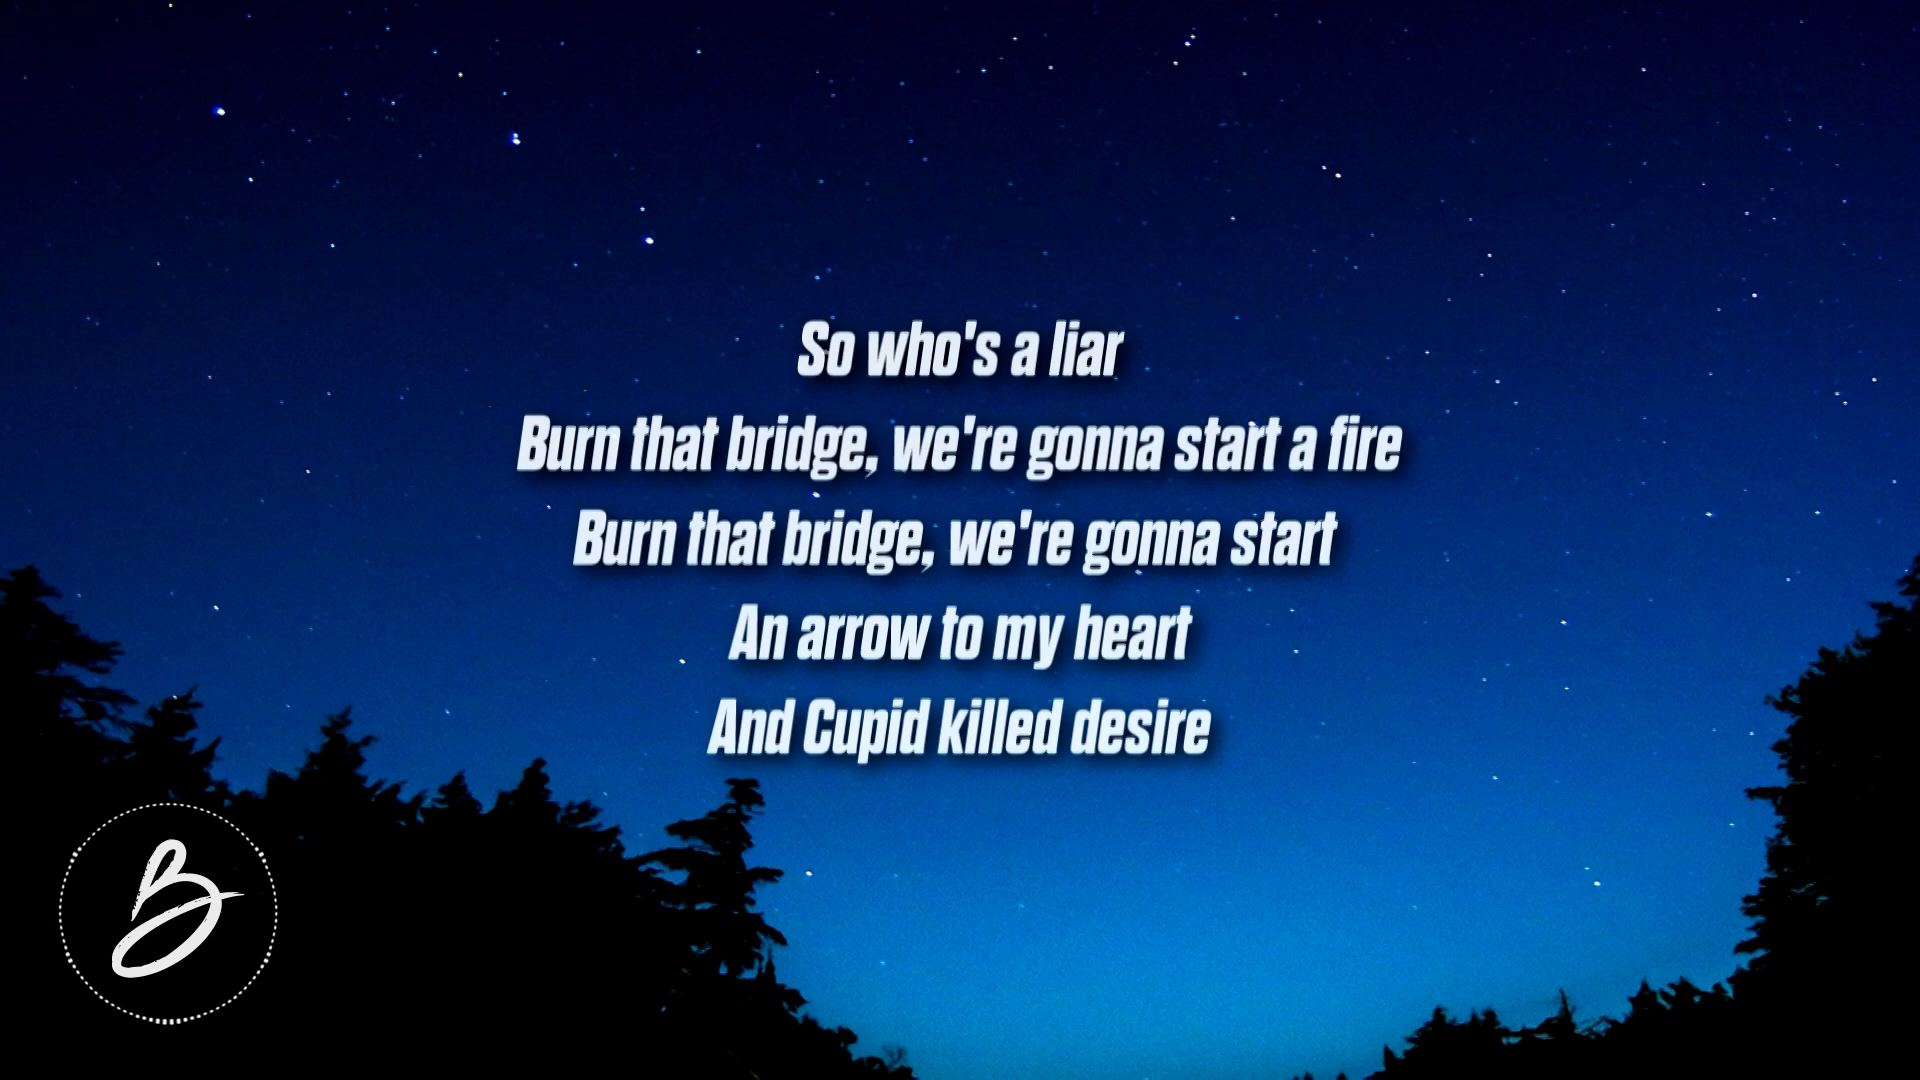 So who's a liar
Burn that bridge, we're gonna start a fire
Burn that bridge, we're gonna start
An arrow to my heart
And Cupid killed desire
B